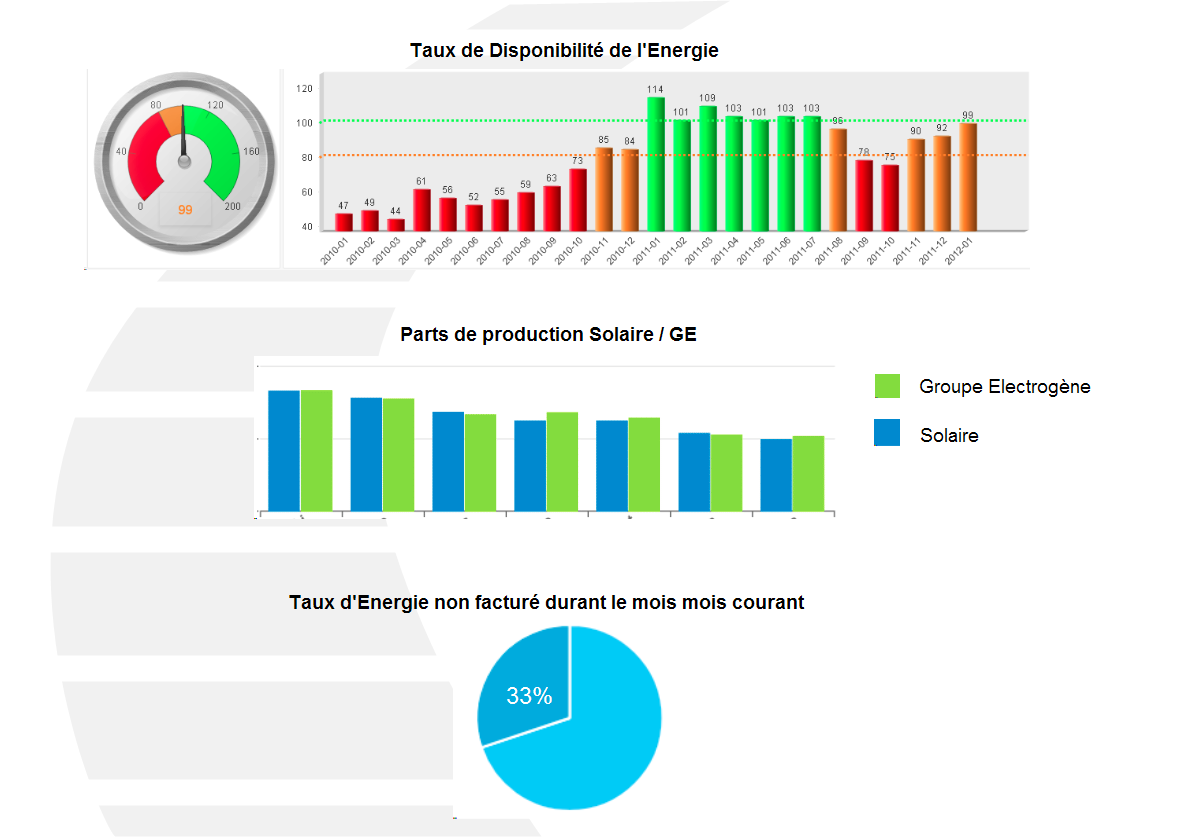 Taux de Disponibilité de l'Energie
0 40 80 120 160 200
99
120
100
80
60
40
47 49 44 61 56 52 55 59 63 73 85 84 114 101 109 103 101 103 103 96 78 75 90 92 99
2010-01 2010-02 2010-03 2010-04 2010-05 2010-06 2010-07 2010-08 2010-09 2010-10 2010-11 2010-12 2011-01 2011-02 2011-03 2011-04 2011-05 2011-06 2011-07 2011-08 2011-09 2011-10 2011-11 2011-12 2012-01
Parts de production Solaire / GE
Groupe Electrogène
Solaire
Taux d'Energie non facturé durant le mois mois courant
33%